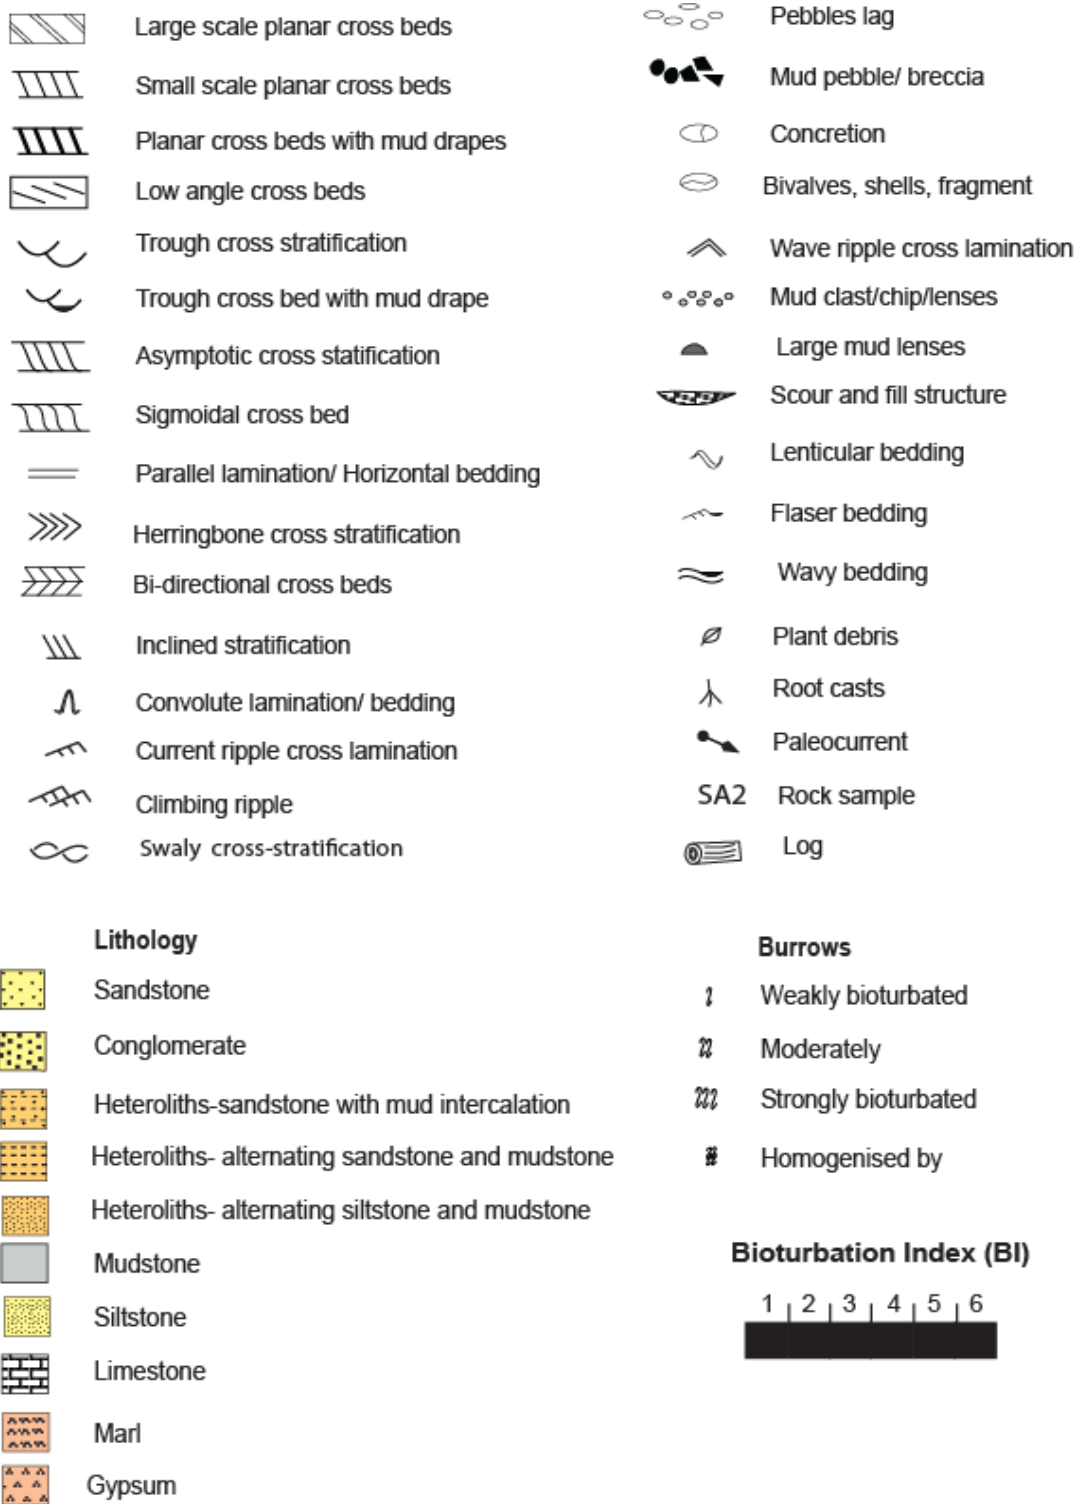 Large scale planar cross beds
Small scale planar cross beds
Planar cross beds with mud drapes
Low angle cross beds
Trough cross stratification
Trough cross bed with mud drape
Asymptotic cross statification
Sigmoidal cross bed
Parallel lamination/ Horizontal bedding
Herringbone cross stratification
Bi-directional cross beds
Inclined stratification
Convolute lamination/ bedding
Current ripple cross lamination
Climbing ripple
Swaly cross-stratification
Pebbles lag
Mud pebble/ breccia
Concretion
Bivalves, shells, fragment
Wave ripple cross lamination
Mud clast/chip/lenses
Large mud lenses
Scour and fill structure
Lenticular bedding
Flaser bedding
Wavy bedding
Plant debris
Root casts
Paleocurrent
SA2 Rock sample
Log
Lithology
Sandstone
Conglomerate
Heteroliths-sandstone with mud intercalation
Heteroliths- alternating sandstone and mudstone
Heteroliths- alternating siltstone and mudstone
Mudstone
Siltstone
Limestone
Marl
Gypsum
Burrows
Weakly bioturbated
Moderately
Strongly bioturbated
Homogenised by
Bioturbation Index (BI)
1 2 3 4 5 6